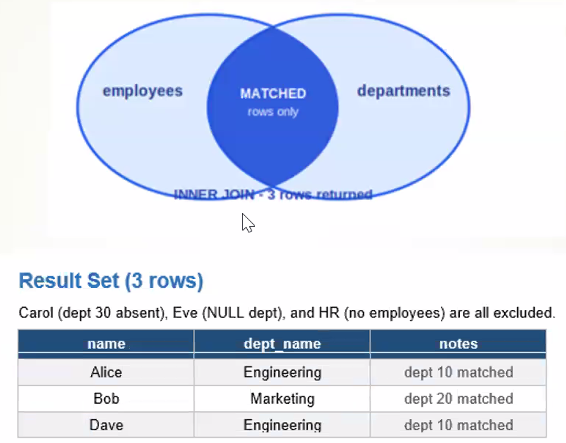 employees
MATCHED
rows only
departments
INNER JOIN - 3 rows returned
Result Set (3 rows)
Carol (dept 30 absent), Eve (NULL dept), and HR (no employees) are all excluded.
name dept_name notes
Alice Engineering dept 10 matched
Bob Marketing dept 20 matched
Dave Engineering dept 10 matched